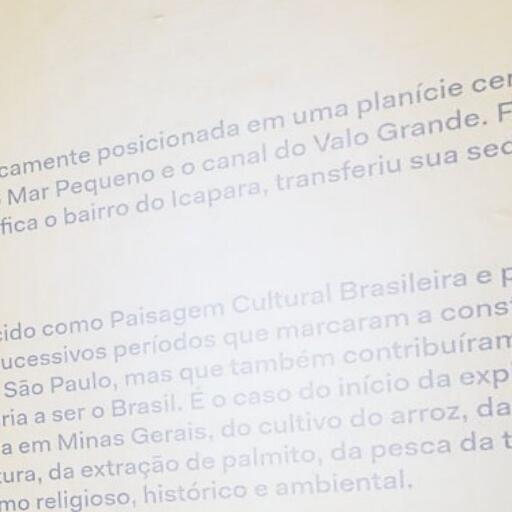 camente posicionada em uma planície cer
Mar Pequeno e o canal do Valo Grande. F
fica o bairro do Icapara, transferiu sua sed
cido como Paisagem Cultural Brasileira e p
ucessivos períodos que marcaram a cons
São Paulo, mas que também contribuíram
ria a ser o Brasil. É o caso do início da exp
a em Minas Gerais, do cultivo do arroz, da
tura, da extração de palmito, da pesca da t
mo religioso, histórico e ambiental.